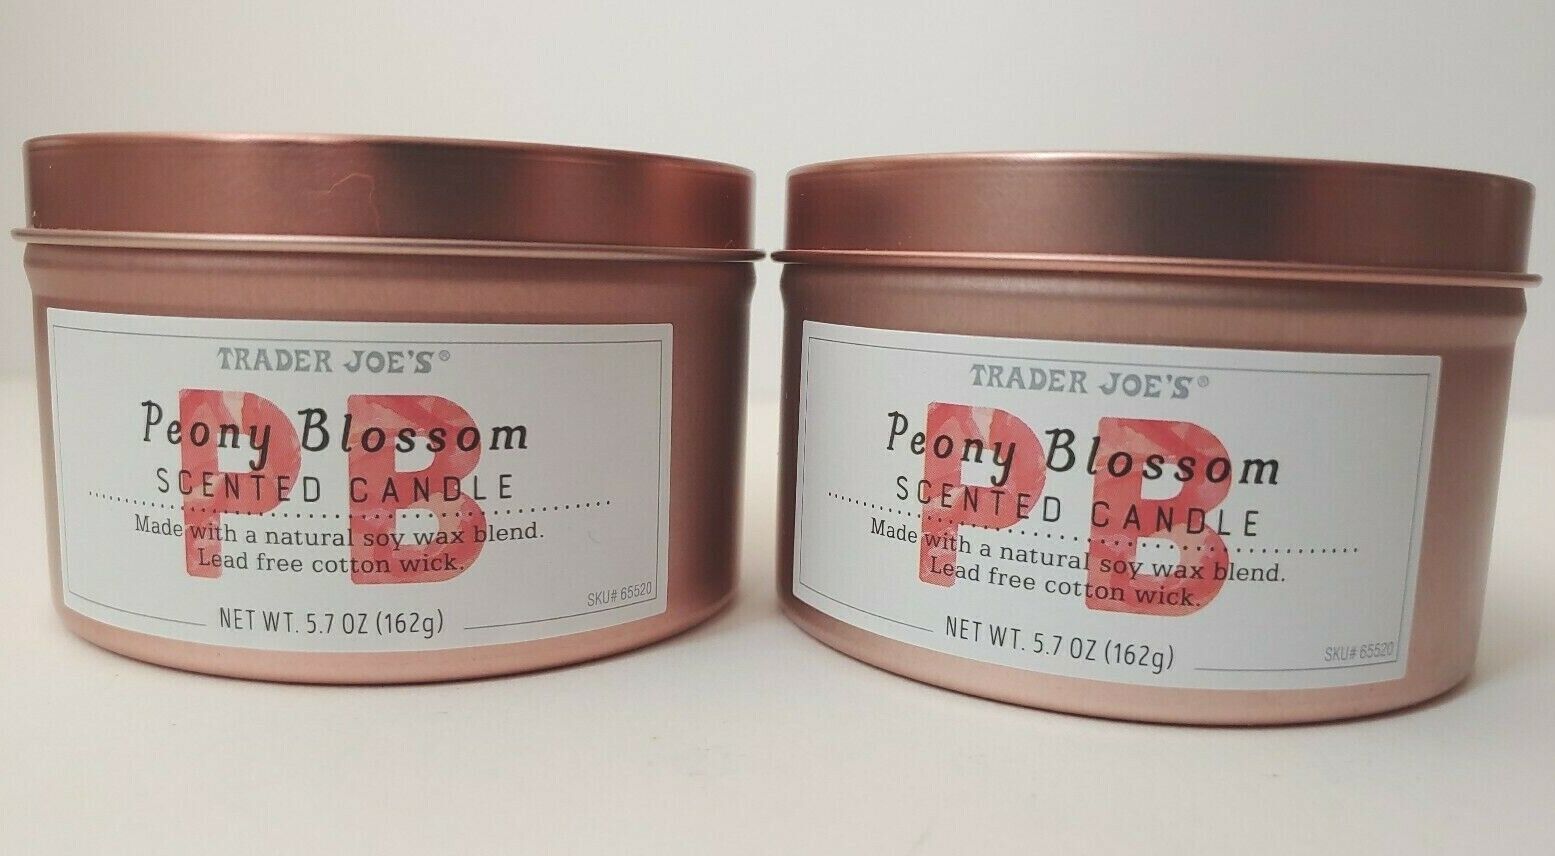 TRADER JOE'S®
PB
Peony Blossom
SCENTED CANDLE
Made with a natural soy wax blend.
Lead free cotton wick.
SKU# 65520
NET WT. 5.7 OZ (162g)
TRADER JOE'S®
PB
Peony Blossom
SCENTED CANDLE
Made with a natural soy wax blend.
Lead free cotton wick.
SKU# 65520
NET WT. 5.7 OZ (162g)